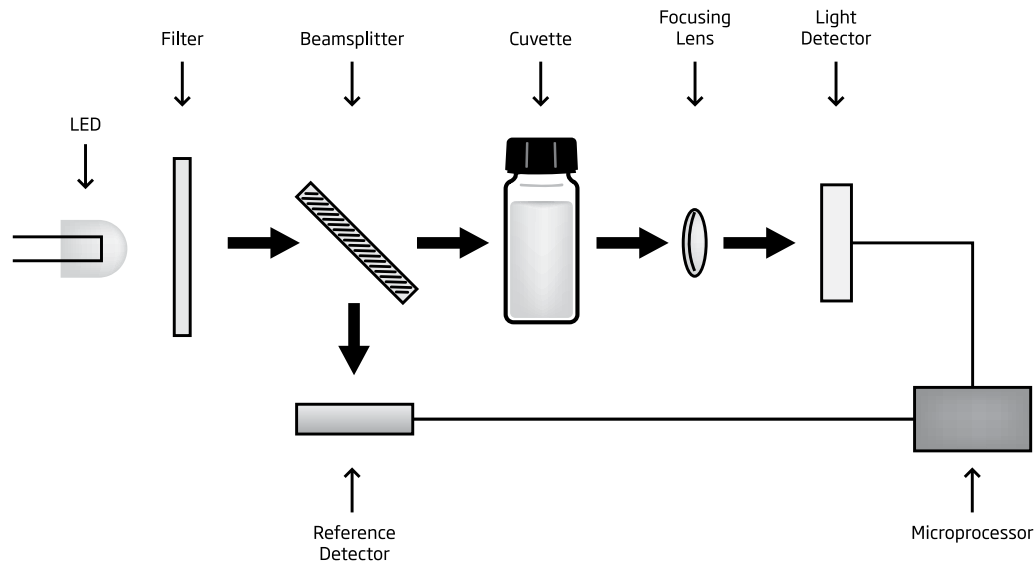 LED
Filter
Beamsplitter
Cuvette
Focusing
Lens
Light
Detector
Reference
Detector
Microprocessor